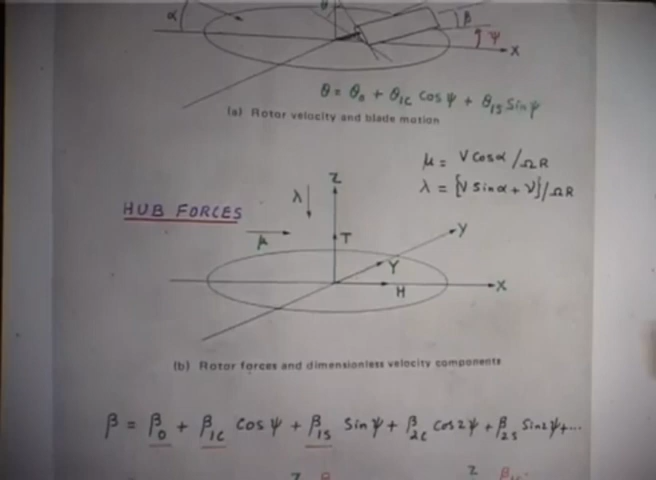 θ
α
β
ψ
X
θ = θ₀ + θ₁C Cos ψ + θ₁S Sin ψ
(a) Rotor velocity and blade motion
μ = V Cos α / ΩR
Z
λ
λ = [V Sin α + ν] / ΩR
HUB FORCES
μ
T
Y
Y
H
X
(b) Rotor forces and dimensionless velocity components
β = β₀ + β₁C Cos ψ + β₁S Sin ψ + β₂C Cos 2ψ + β₂S Sin 2ψ + ...